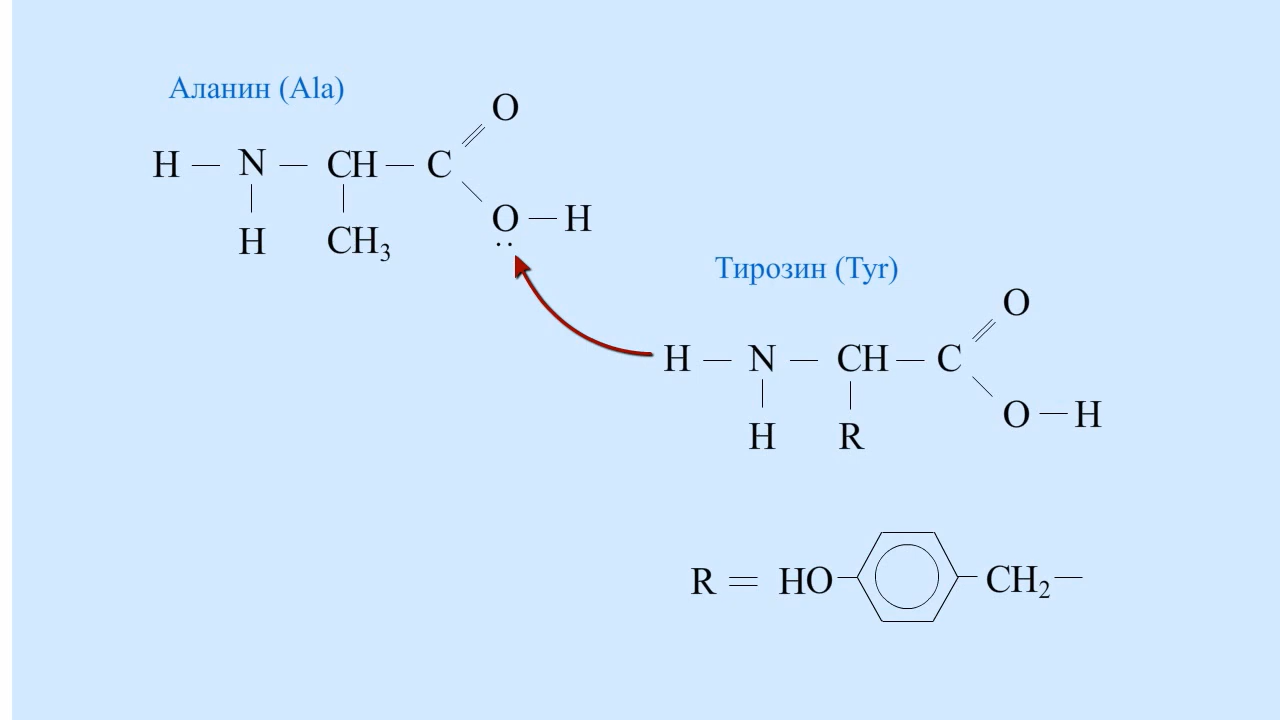 Аланин (Ala)
O
H — N — CH — C
O — H
H CH₃
Тирозин (Tyr)
O
H — N — CH — C
O — H
H R
R = HO CH₂ —